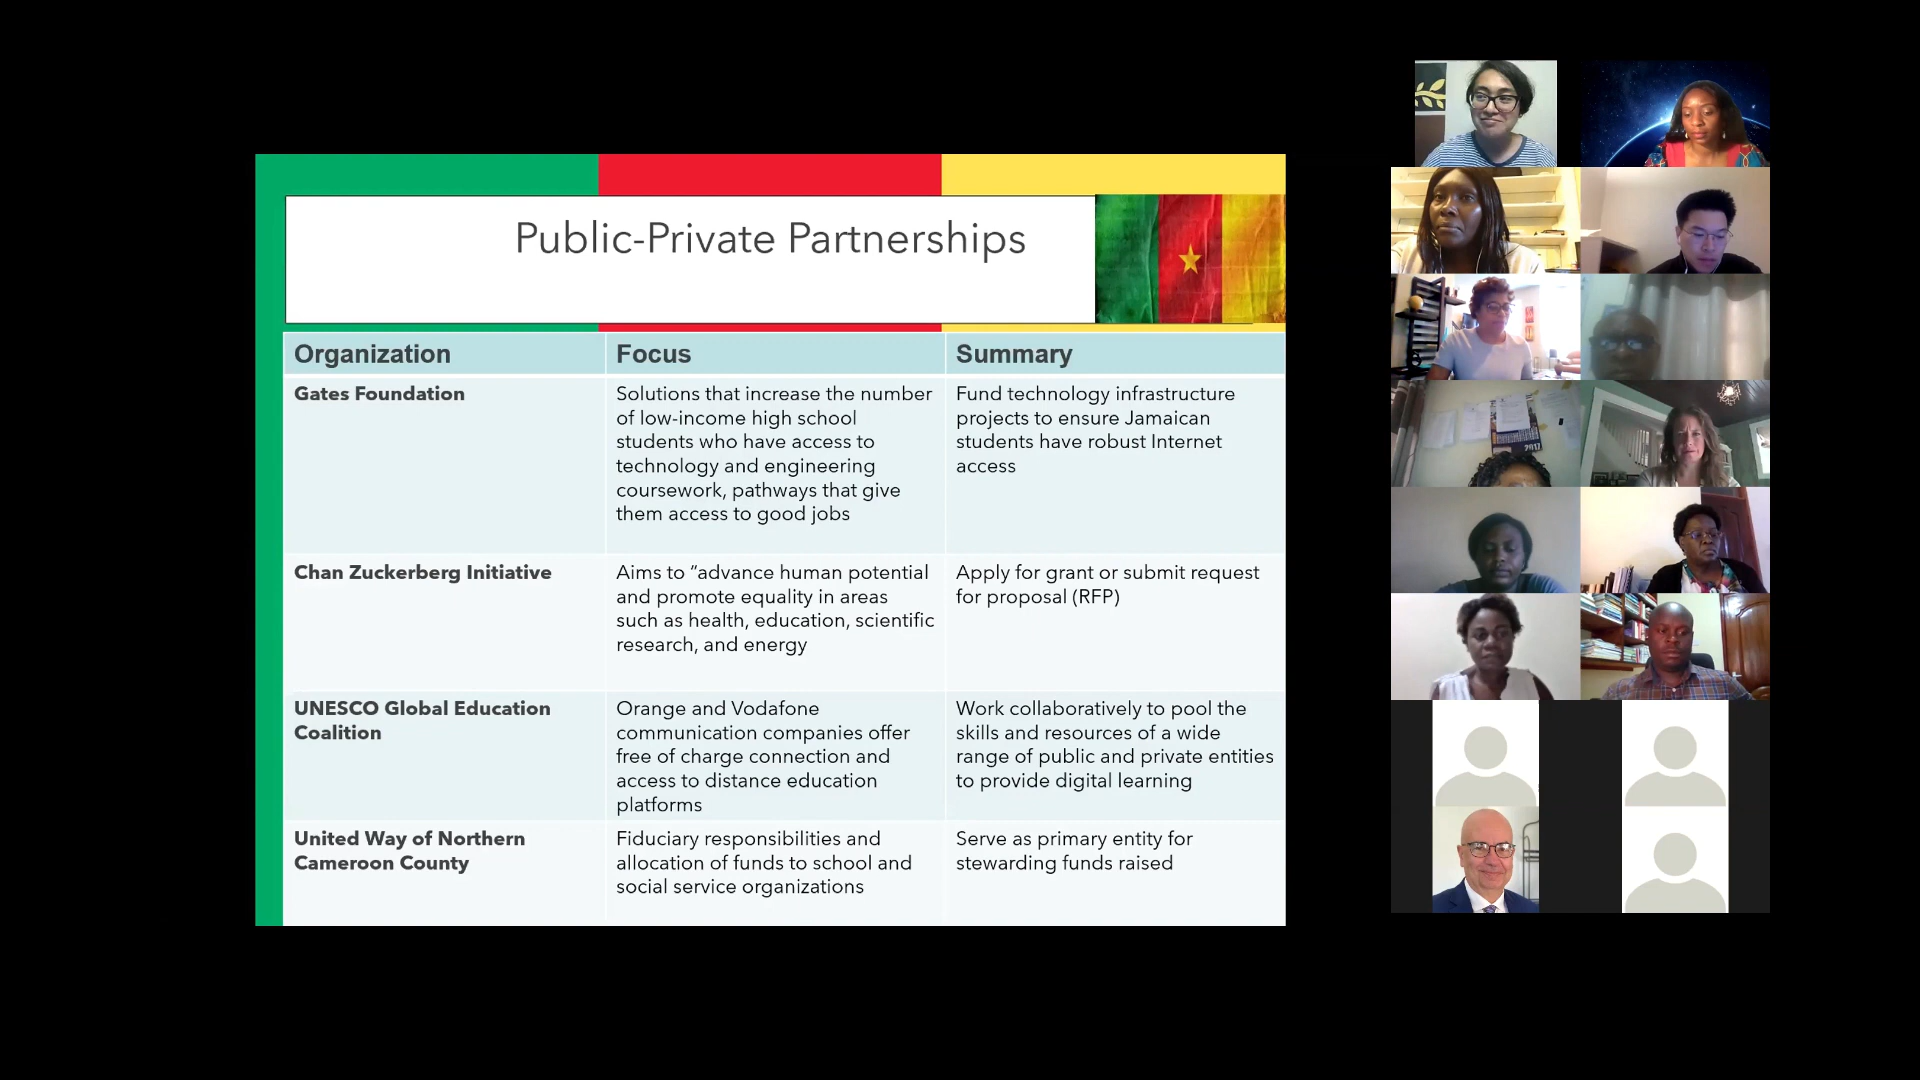 Public-Private Partnerships
Organization
Focus
Summary
Gates Foundation
Solutions that increase the number
of low-income high school
students who have access to
technology and engineering
coursework, pathways that give
them access to good jobs
Fund technology infrastructure
projects to ensure Jamaican
students have robust Internet
access
Chan Zuckerberg Initiative
Aims to “advance human potential
and promote equality in areas
such as health, education, scientific
research, and energy
Apply for grant or submit request
for proposal (RFP)
UNESCO Global Education
Coalition
Orange and Vodafone
communication companies offer
free of charge connection and
access to distance education
platforms
Work collaboratively to pool the
skills and resources of a wide
range of public and private entities
to provide digital learning
United Way of Northern
Cameroon County
Fiduciary responsibilities and
allocation of funds to school and
social service organizations
Serve as primary entity for
stewarding funds raised
2017